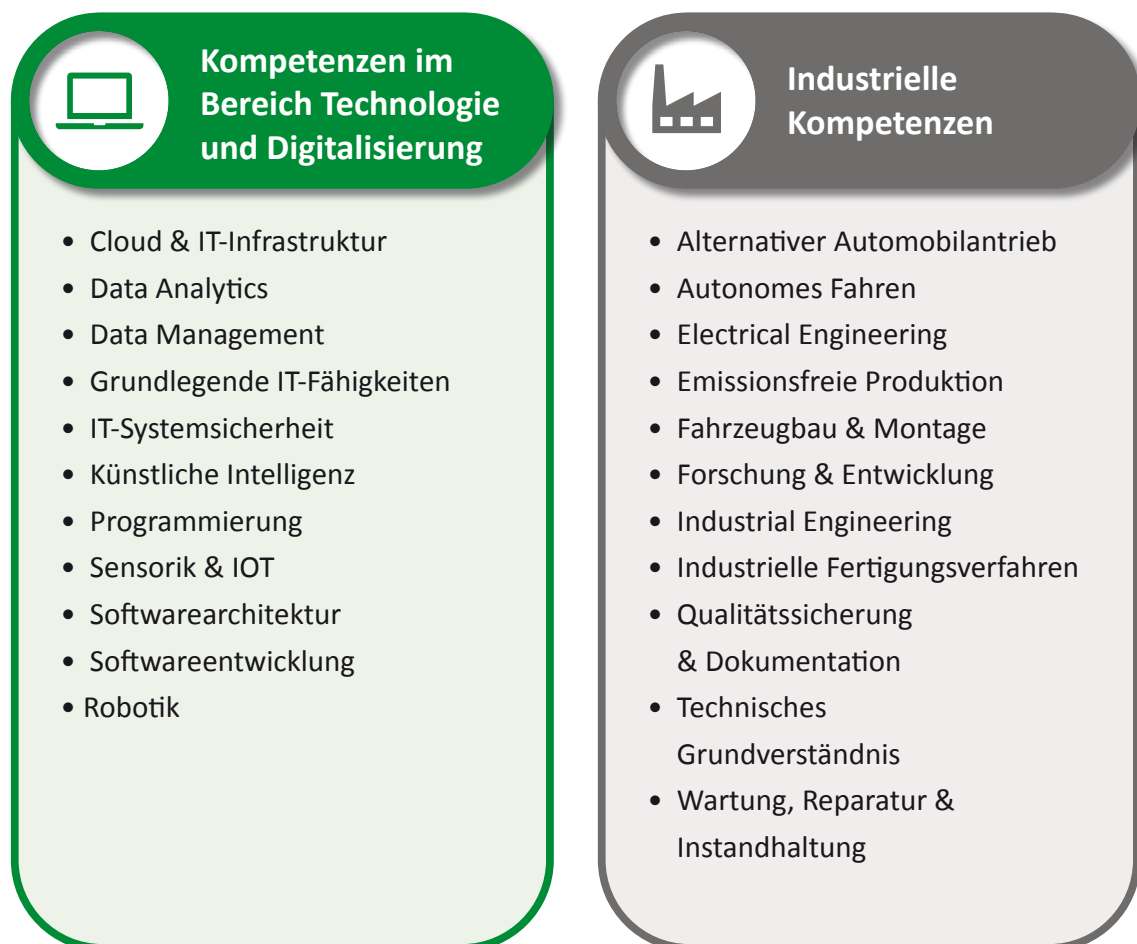 Kompetenzen im
Bereich Technologie
und Digitalisierung
• Cloud & IT-Infrastruktur
• Data Analytics
• Data Management
• Grundlegende IT-Fähigkeiten
• IT-Systemsicherheit
• Künstliche Intelligenz
• Programmierung
• Sensorik & IOT
• Softwarearchitektur
• Softwareentwicklung
• Robotik
Industrielle
Kompetenzen
• Alternativer Automobilantrieb
• Autonomes Fahren
• Electrical Engineering
• Emissionsfreie Produktion
• Fahrzeugbau & Montage
• Forschung & Entwicklung
• Industrial Engineering
• Industrielle Fertigungsverfahren
• Qualitätssicherung
& Dokumentation
• Technisches
Grundverständnis
• Wartung, Reparatur &
Instandhaltung